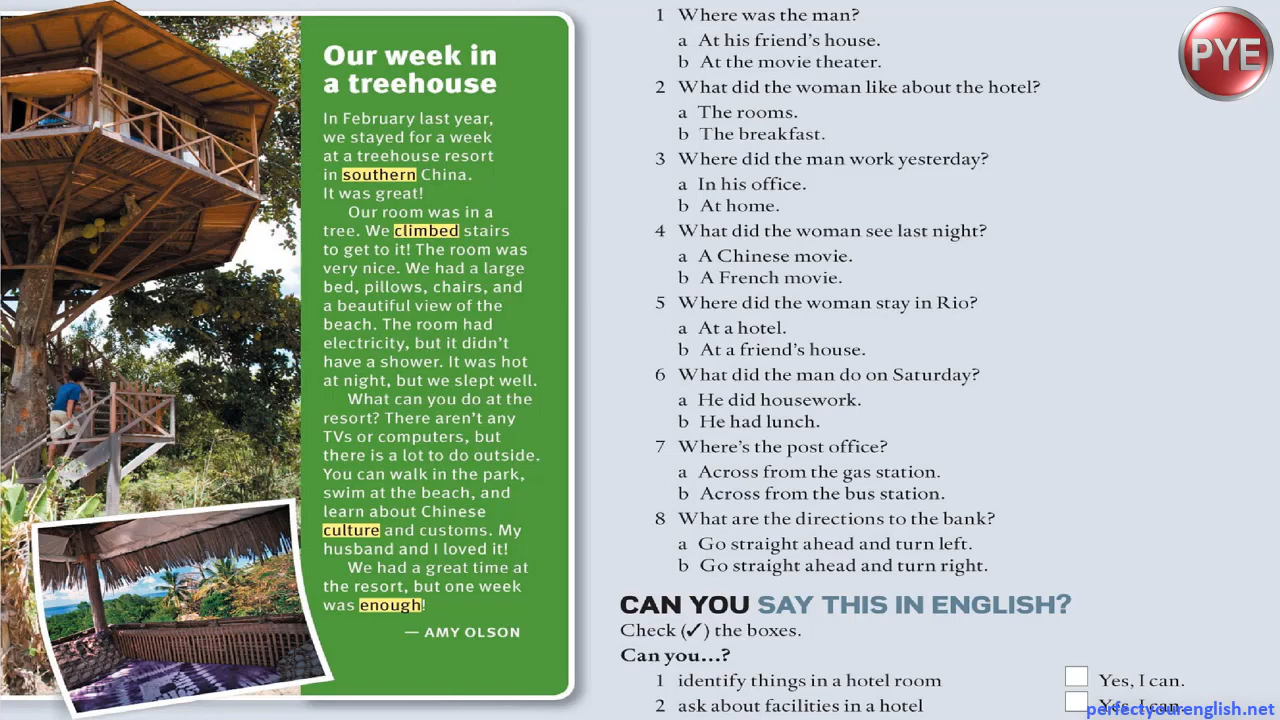 Our week in
a treehouse
In February last year,
we stayed for a week
at a treehouse resort
in southern China.
It was great!
Our room was in a
tree. We climbed stairs
to get to it! The room was
very nice. We had a large
bed, pillows, chairs, and
a beautiful view of the
beach. The room had
electricity, but it didn't
have a shower. It was hot
at night, but we slept well.
What can you do at the
resort? There aren't any
TVs or computers, but
there is a lot to do outside.
You can walk in the park,
swim at the beach, and
learn about Chinese
culture and customs. My
husband and I loved it!
We had a great time at
the resort, but one week
was enough!
— AMY OLSON
1 Where was the man?
a At his friend's house.
b At the movie theater.
2 What did the woman like about the hotel?
a The rooms.
b The breakfast.
3 Where did the man work yesterday?
a In his office.
b At home.
4 What did the woman see last night?
a A Chinese movie.
b A French movie.
5 Where did the woman stay in Rio?
a At a hotel.
b At a friend's house.
6 What did the man do on Saturday?
a He did housework.
b He had lunch.
7 Where's the post office?
a Across from the gas station.
b Across from the bus station.
8 What are the directions to the bank?
a Go straight ahead and turn left.
b Go straight ahead and turn right.
CAN YOU SAY THIS IN ENGLISH?
Check (✓) the boxes.
Can you…?
1 identify things in a hotel room Yes, I can.
2 ask about facilities in a hotel Yes, I can.
PYE
perfectyourenglish.net